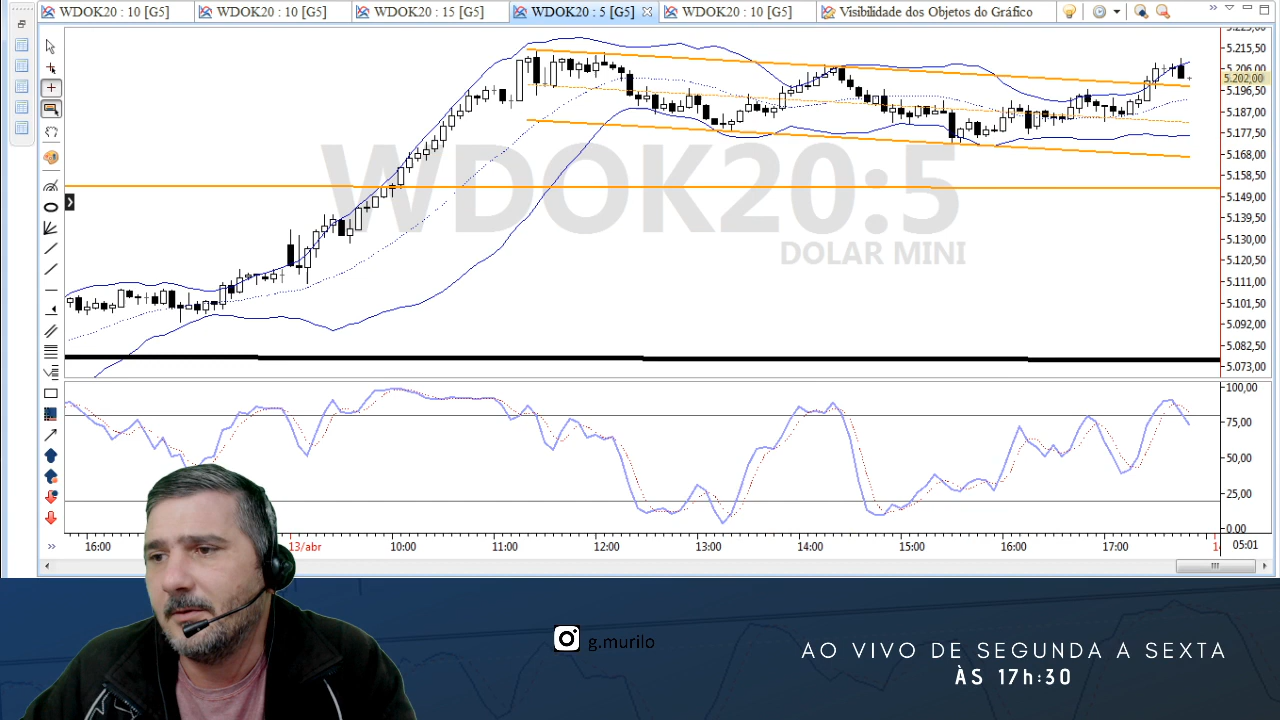 WDOK20 : 10 [G5]
WDOK20 : 10 [G5]
WDOK20 : 15 [G5]
WDOK20 : 5 [G5]
WDOK20 : 10 [G5]
Visibilidade dos Objetos do Gráfico
WDOK20:5
DOLAR MINI
5.215,50
5.206,00
5.202,00
5.196,50
5.187,00
5.177,50
5.168,00
5.158,50
5.149,00
5.139,50
5.130,00
5.120,50
5.111,00
5.101,50
5.092,00
5.082,50
5.073,00
100,00
75,00
50,00
25,00
0.00
16:00
13/abr
10:00
11:00
12:00
13:00
14:00
15:00
16:00
17:00
05:01
g.murilo
AO VIVO DE SEGUNDA A SEXTA
ÀS 17h:30